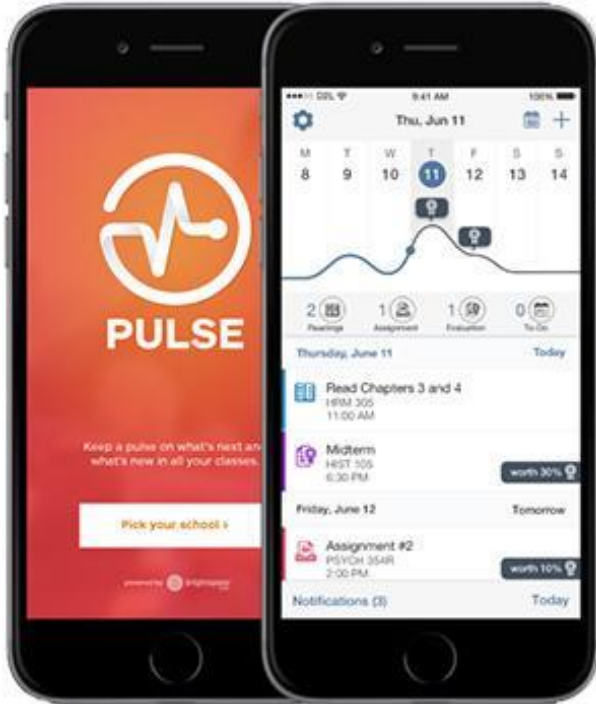 PULSE
Keep a pulse on what's next an
what's new in all your classes.
Pick your school ›
powered by brightspace
D2L 9:41 AM 100%
Thu, Jun 11
M T W T F S S
8 9 10 11 12 13 14
2 1 1 0
Readings Assignment Evaluation To Do
Thursday, June 11 Today
Read Chapters 3 and 4
HRM 305
11:00 AM
Midterm
HIST 105
6:30 PM
worth 30%
Friday, June 12 Tomorrow
Assignment #2
PSYCH 354R
2:00 PM
worth 10%
Notifications (3) Today